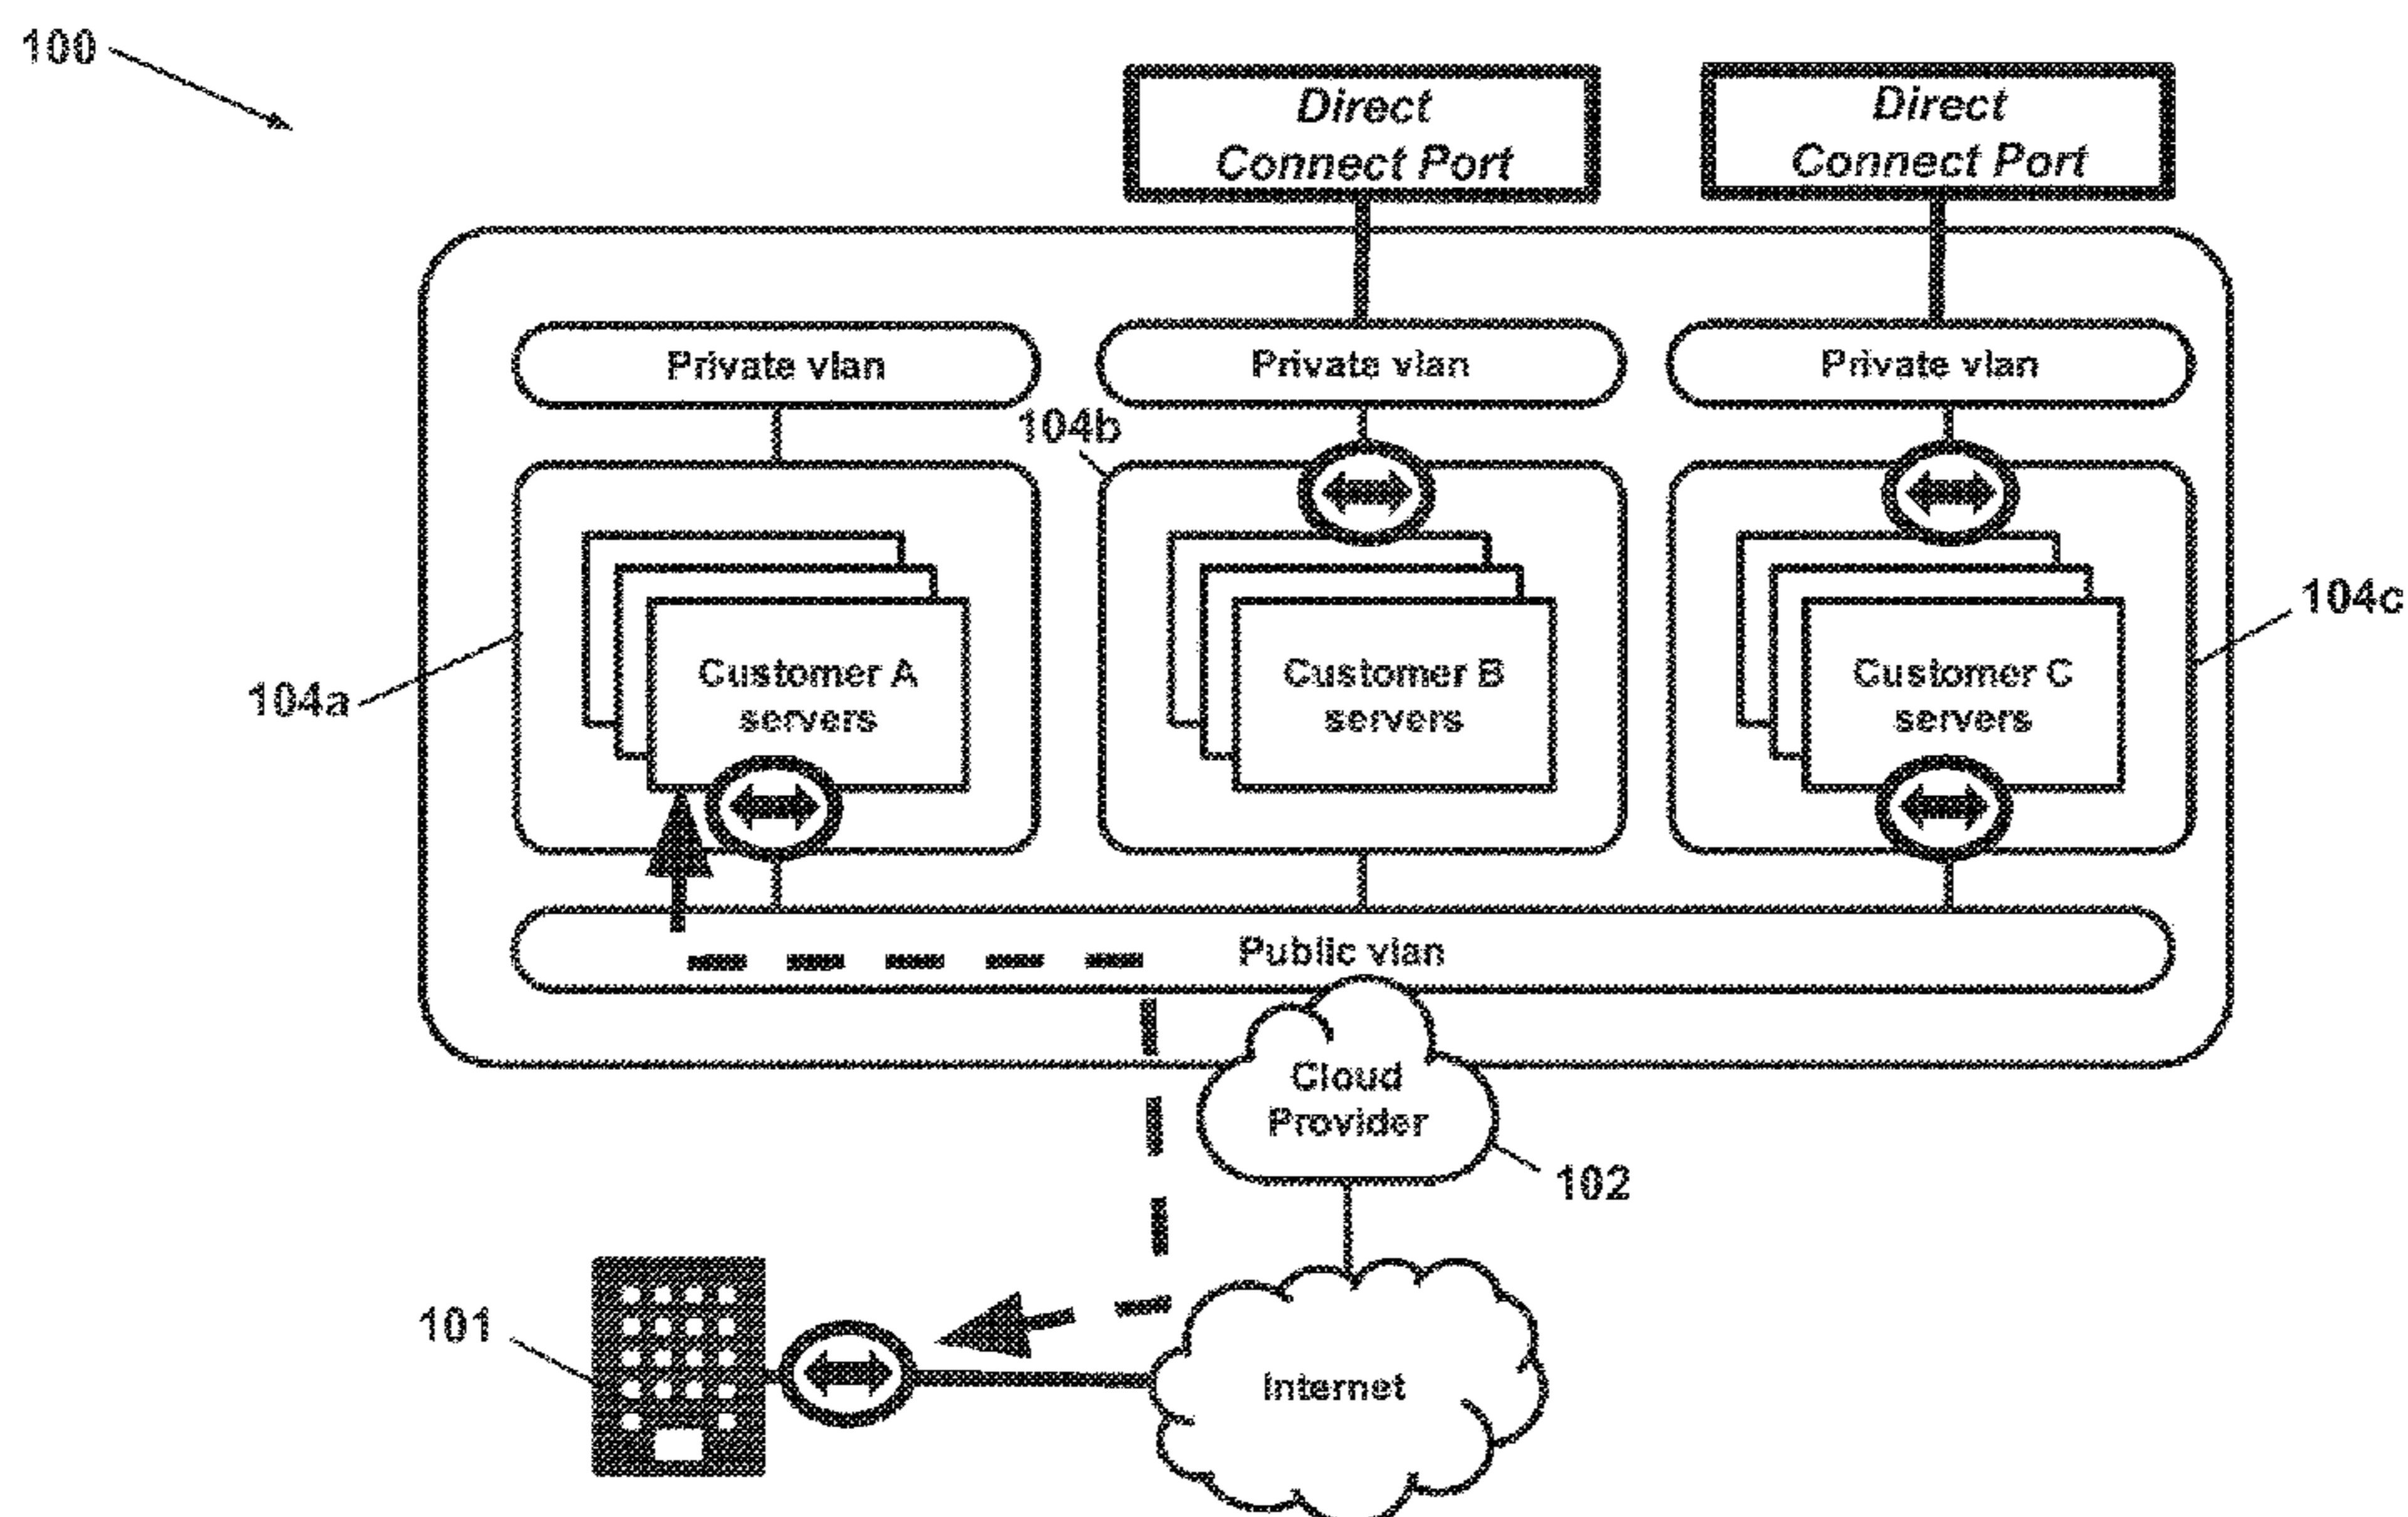 100
Direct
Connect Port
Direct
Connect Port
Private vlan
Private vlan
Private vlan
104b
104c
Customer A
servers
Customer B
servers
Customer C
servers
104a
Public vlan
Cloud
Provider
102
101
Internet